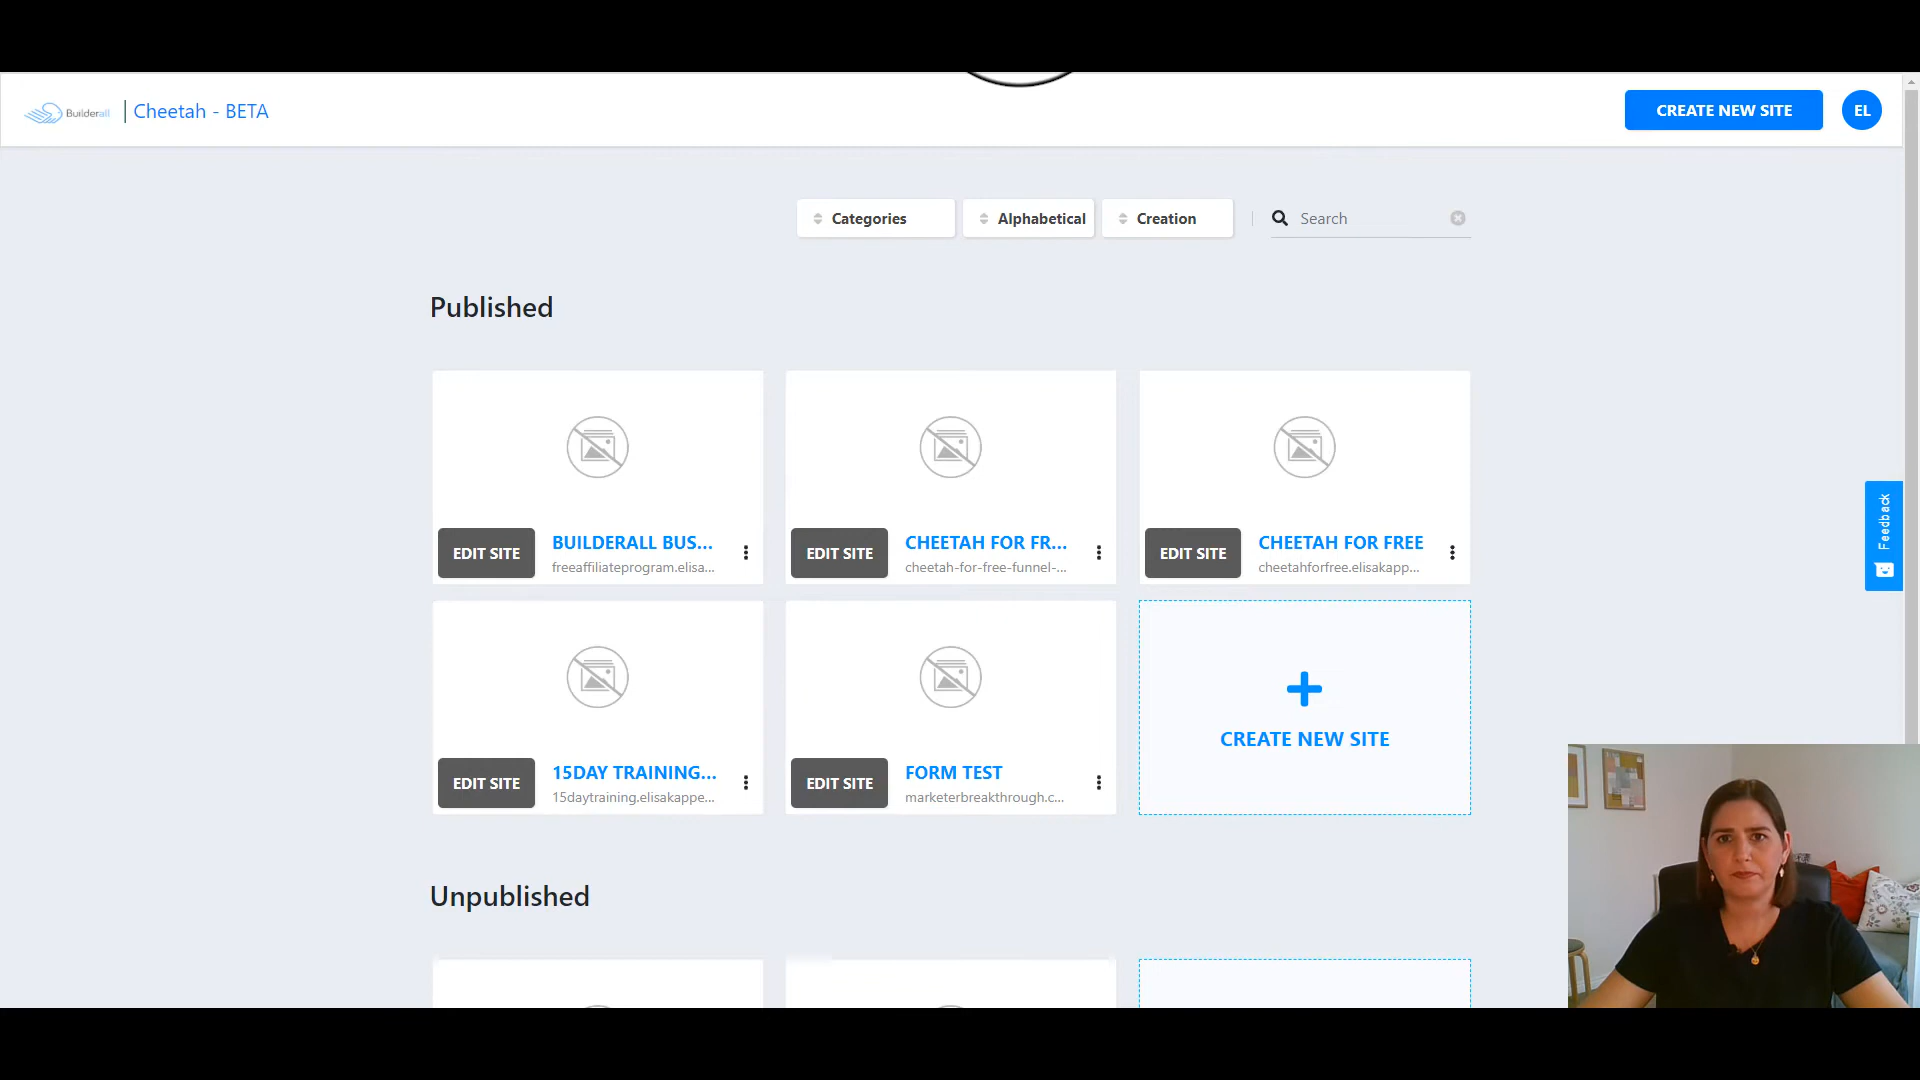 Builderall
Cheetah - BETA
CREATE NEW SITE
EL
Categories
Alphabetical
Creation
Search
Published
EDIT SITE
BUILDERALL BUS...
freeaffiliateprogram.elisa...
EDIT SITE
CHEETAH FOR FR...
cheetah-for-free-funnel-...
EDIT SITE
CHEETAH FOR FREE
cheetahforfree.elisakapp...
Feedback
EDIT SITE
15DAY TRAINING...
15daytraining.elisakappe...
EDIT SITE
FORM TEST
marketerbreakthrough.c...
CREATE NEW SITE
Unpublished